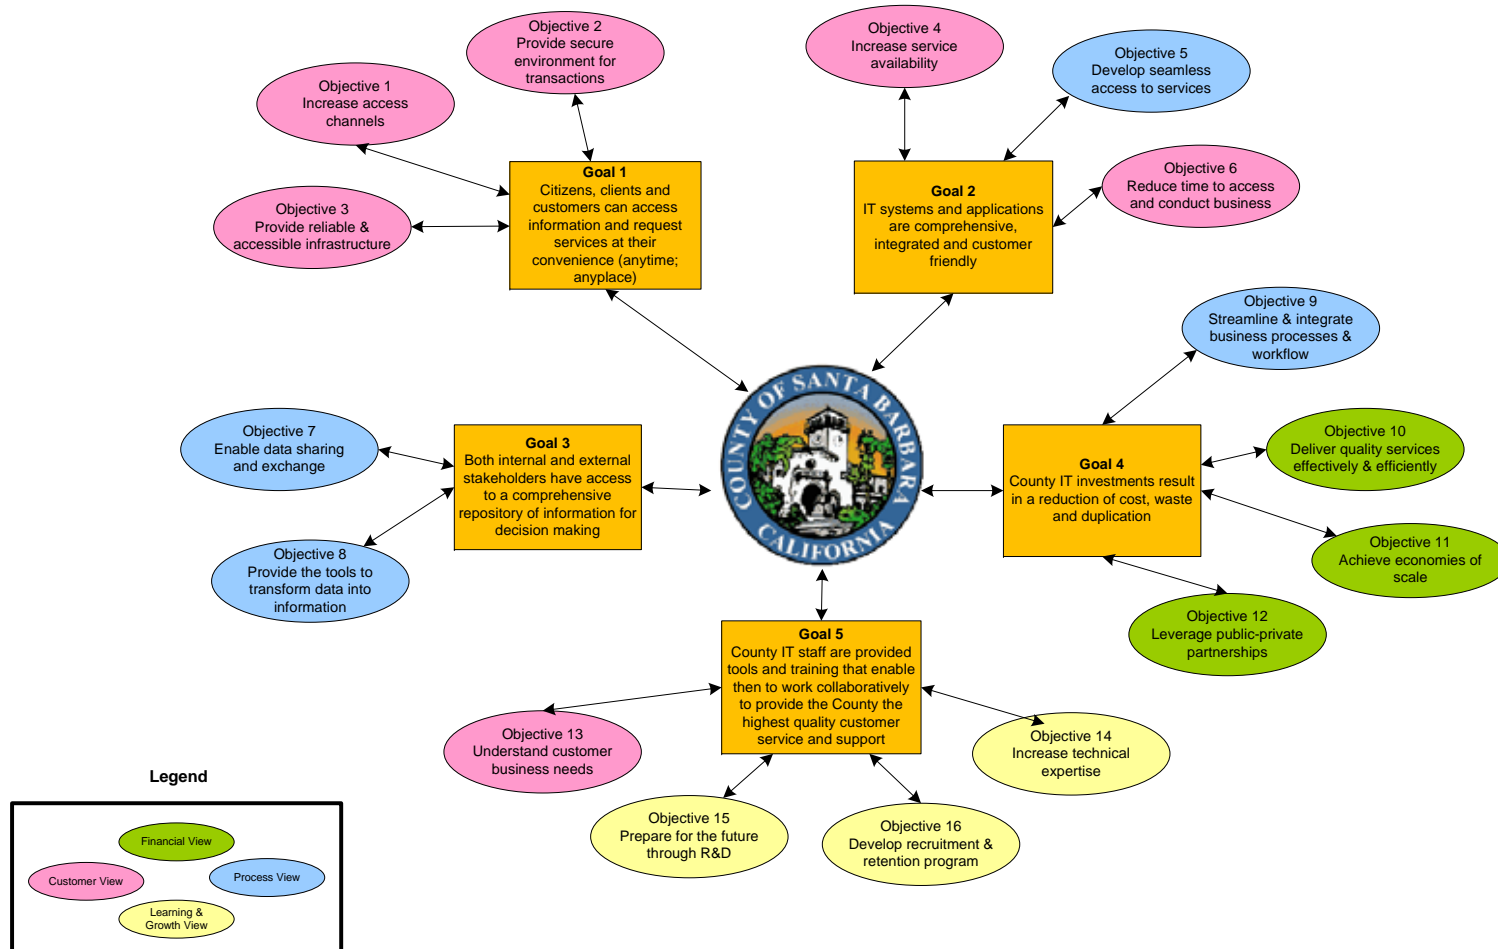 Objective 2
Provide secure
environment for
transactions
Objective 4
Increase service
availability
Objective 5
Develop seamless
access to services
Objective 1
Increase access
channels
Goal 1
Citizens, clients and
customers can access
information and request
services at their
convenience (anytime;
anyplace)
Goal 2
IT systems and applications
are comprehensive,
integrated and customer
friendly
Objective 6
Reduce time to access
and conduct business
Objective 3
Provide reliable &
accessible infrastructure
Objective 9
Streamline & integrate
business processes &
workflow
COUNTY OF SANTA BARBARA
CALIFORNIA
Objective 7
Enable data sharing
and exchange
Goal 3
Both internal and external
stakeholders have access
to a comprehensive
repository of information for
decision making
Goal 4
County IT investments result
in a reduction of cost, waste
and duplication
Objective 10
Deliver quality services
effectively & efficiently
Objective 8
Provide the tools to
transform data into
information
Objective 11
Achieve economies of
scale
Objective 12
Leverage public-private
partnerships
Goal 5
County IT staff are provided
tools and training that enable
then to work collaboratively
to provide the County the
highest quality customer
service and support
Objective 13
Understand customer
business needs
Objective 14
Increase technical
expertise
Objective 15
Prepare for the future
through R&D
Objective 16
Develop recruitment &
retention program
Legend
Financial View
Customer View
Process View
Learning &
Growth View